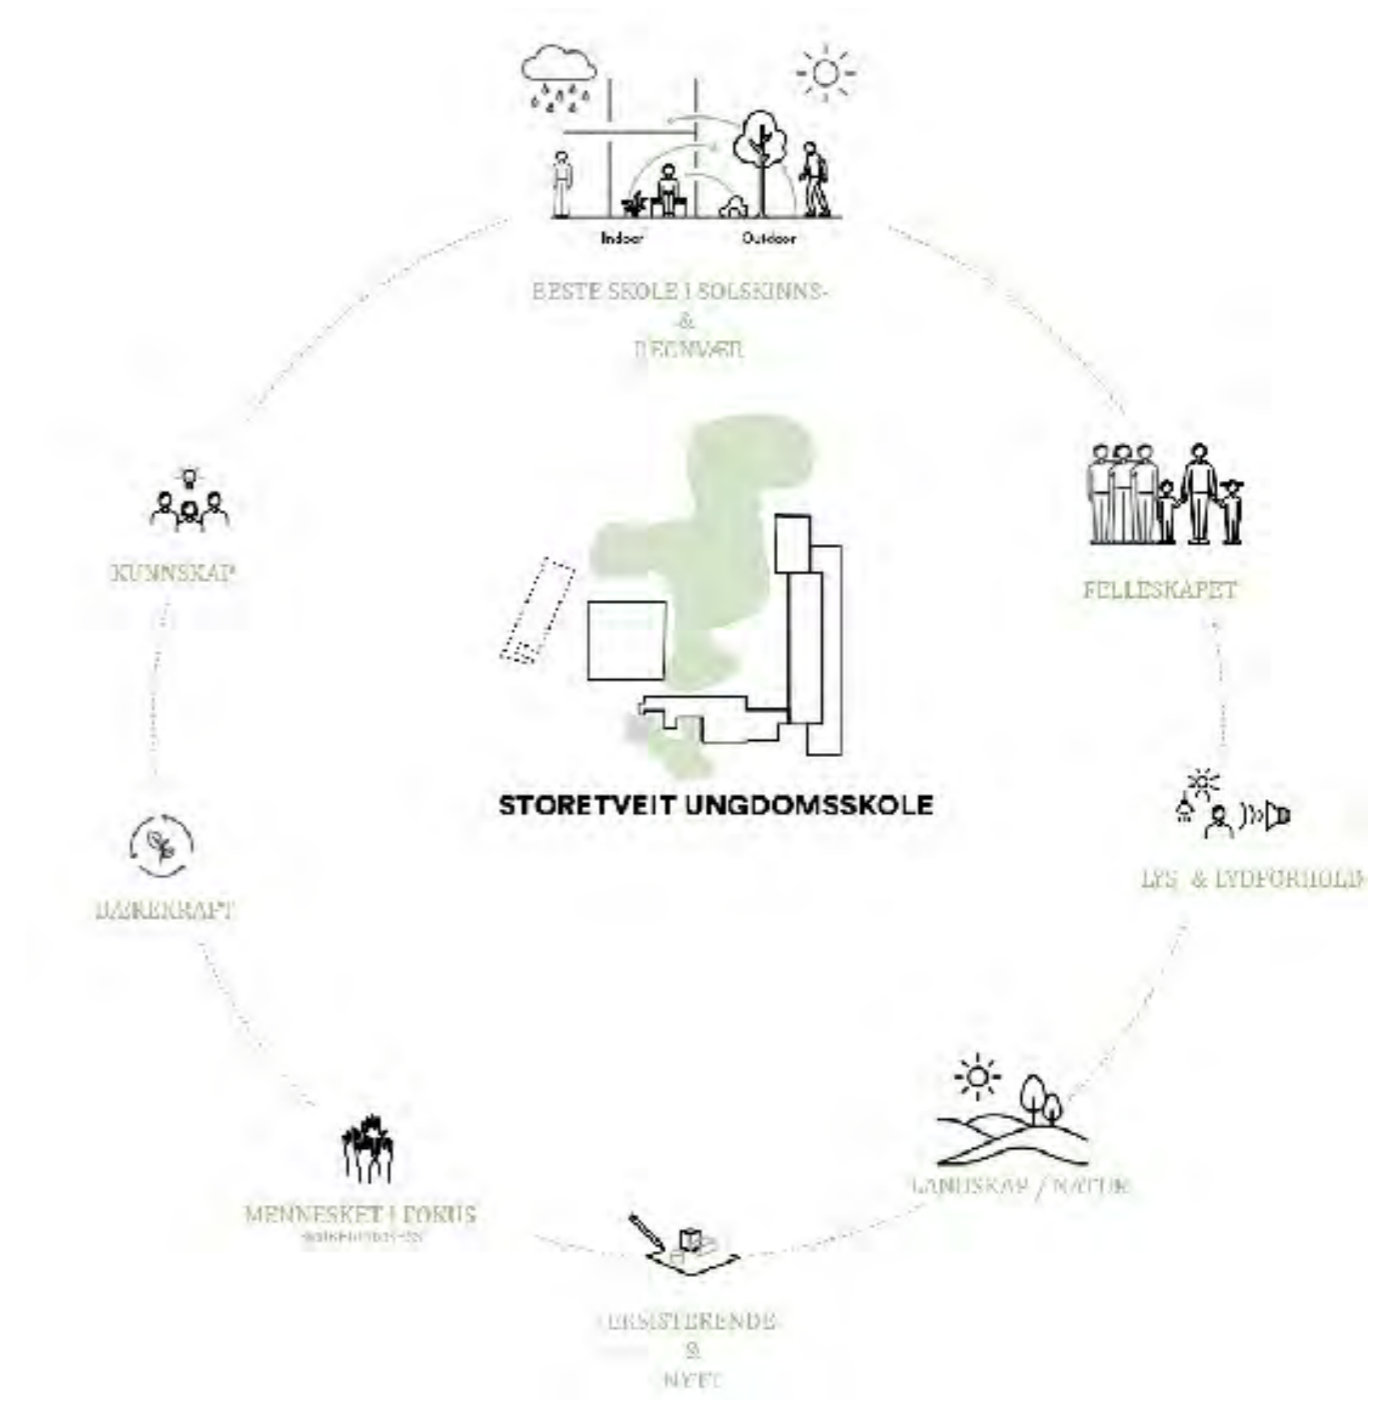 Indoor
Outdoor
BESTE SKOLE I SOLSKINNS-
&
REGNVÆR
KUNNSKAP
FELLESKAPET
STORETVEIT UNGDOMSSKOLE
BÆREKRAFT
LYS & LYDFORHOLD
MENNESKET I FOKUS
LANDSKAP / NATUR
EKSISTERENDE
&
NYTT